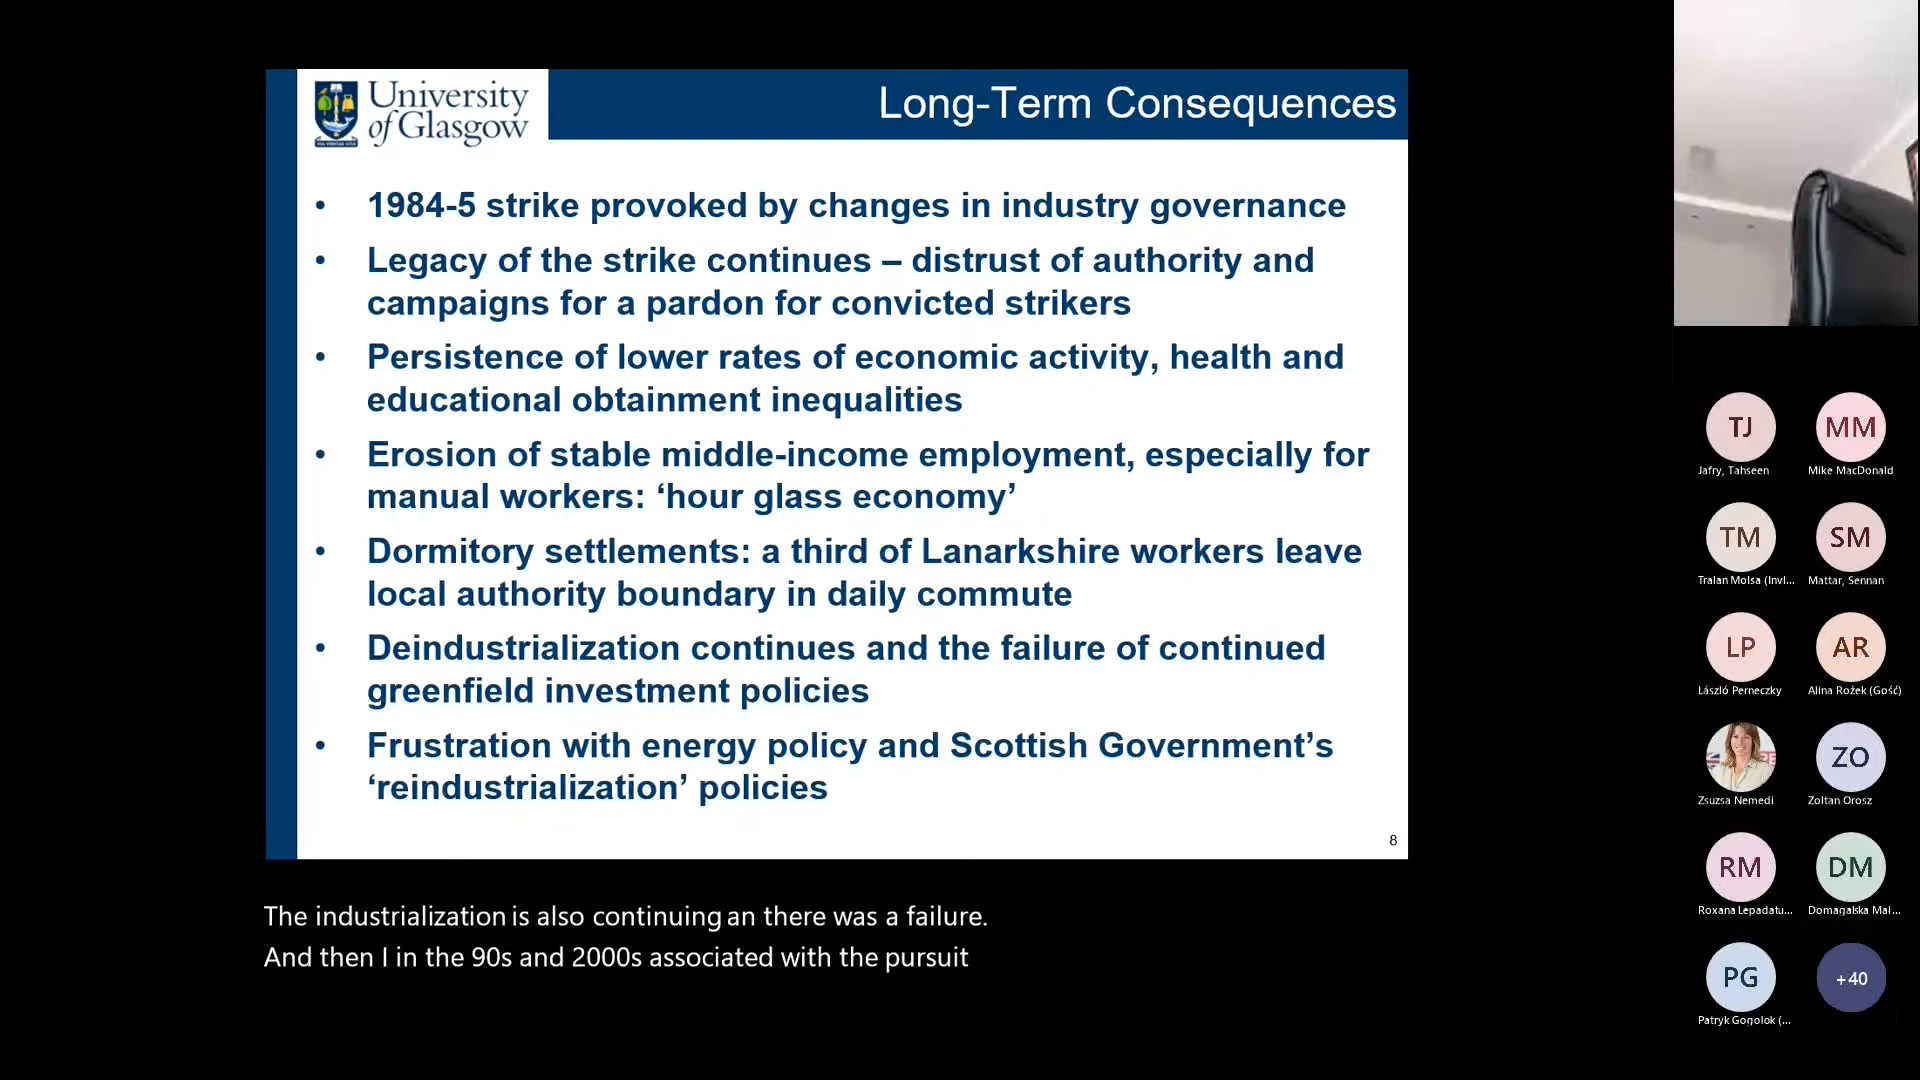 University
of Glasgow
Long-Term Consequences
• 1984-5 strike provoked by changes in industry governance
• Legacy of the strike continues – distrust of authority and
campaigns for a pardon for convicted strikers
• Persistence of lower rates of economic activity, health and
educational obtainment inequalities
• Erosion of stable middle-income employment, especially for
manual workers: ‘hour glass economy’
• Dormitory settlements: a third of Lanarkshire workers leave
local authority boundary in daily commute
• Deindustrialization continues and the failure of continued
greenfield investment policies
• Frustration with energy policy and Scottish Government’s
‘reindustrialization’ policies
8
The industrialization is also continuing an there was a failure.
And then I in the 90s and 2000s associated with the pursuit
TJ
MM
Jafry, Tahseen
Mike MacDonald
TM
SM
Traian Moisa (Invi...
Mattar, Sennan
LP
AR
László Perneczky
Alina Rożek (Gość)
ZO
Zsuzsa Nemedi
Zoltan Orosz
RM
DM
Roxana Lepadatu...
Domagalska Mał...
PG
+40
Patryk Gogolok (...